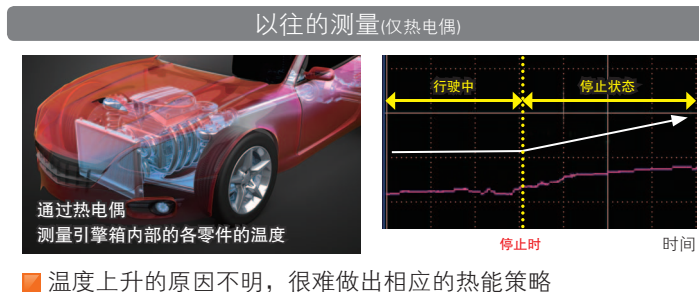 以往的测量(仅热电偶)
通过热电偶
测量引擎箱内部的各零件的温度
行驶中 停止状态
停止时 时间
温度上升的原因不明，很难做出相应的热能策略